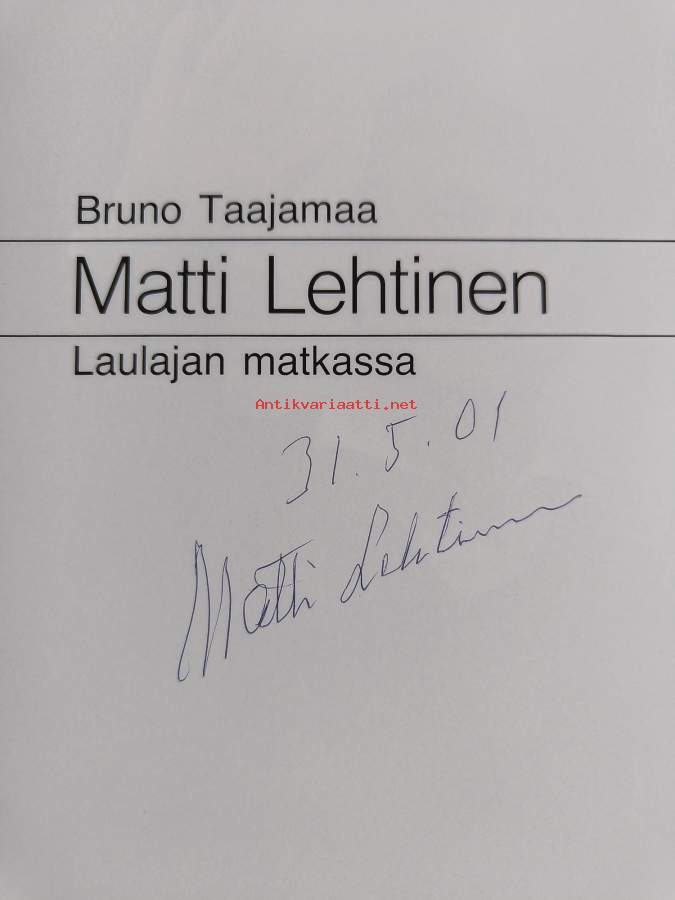 Bruno Taajamaa
Matti Lehtinen
Laulajan matkassa
Antikvariaatti.net
31.5.01
Matti Lehtinen